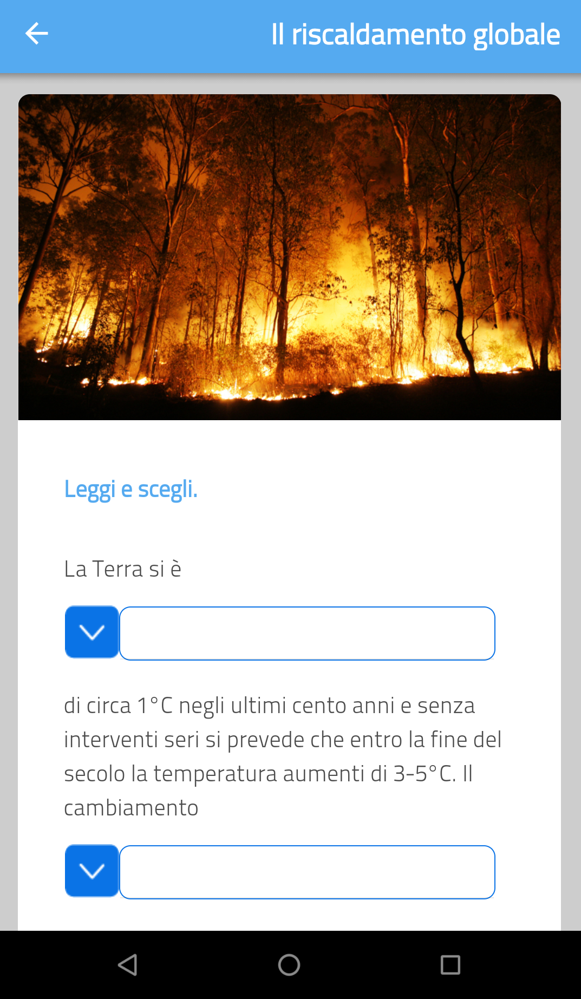 Il riscaldamento globale
Leggi e scegli.
La Terra si è
di circa 1°C negli ultimi cento anni e senza
interventi seri si prevede che entro la fine del
secolo la temperatura aumenti di 3-5°C. Il
cambiamento